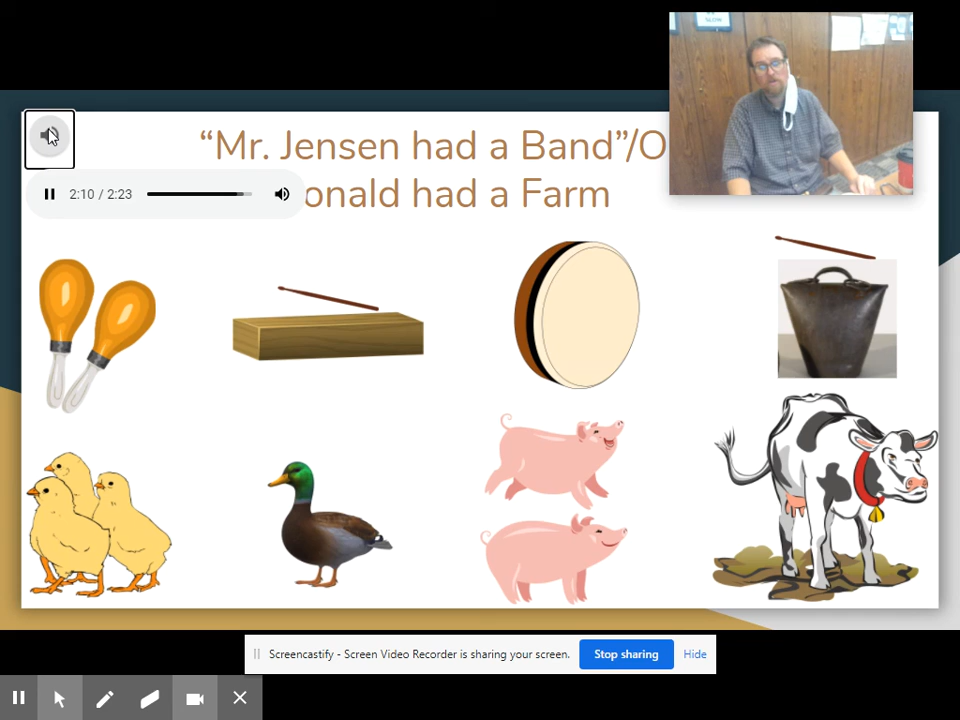 “Mr. Jensen had a Band”/O
onald had a Farm
2:10 / 2:23
Screencastify - Screen Video Recorder is sharing your screen.
Stop sharing
Hide